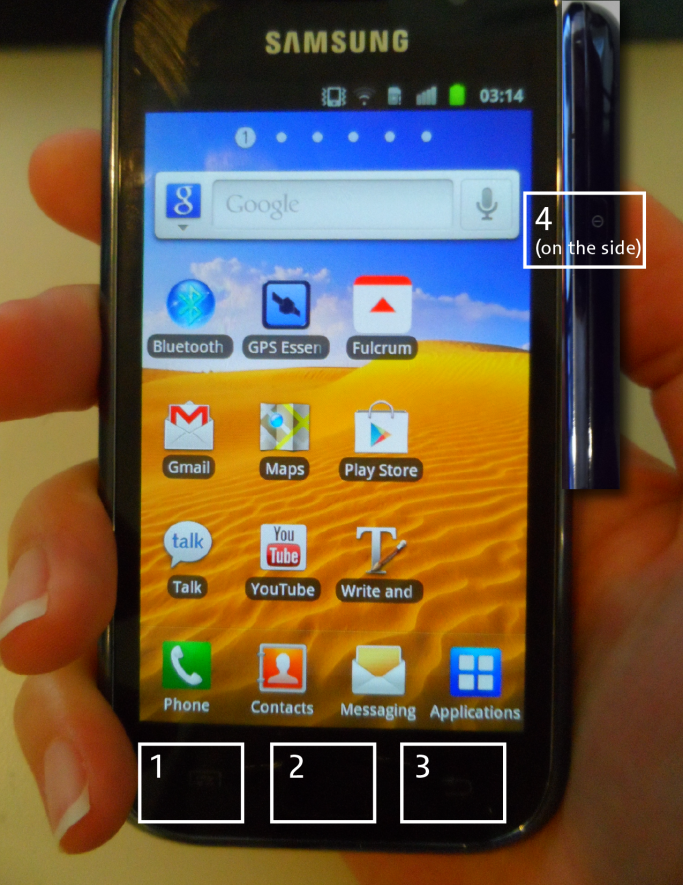 SAMSUNG
03:14
1
g
Google
4
(on the side)
Bluetooth
GPS Essen
Fulcrum
Gmail
Maps
Play Store
talk
You
Tube
T
Talk
YouTube
Write and
Phone
Contacts
Messaging
Applications
1
2
3